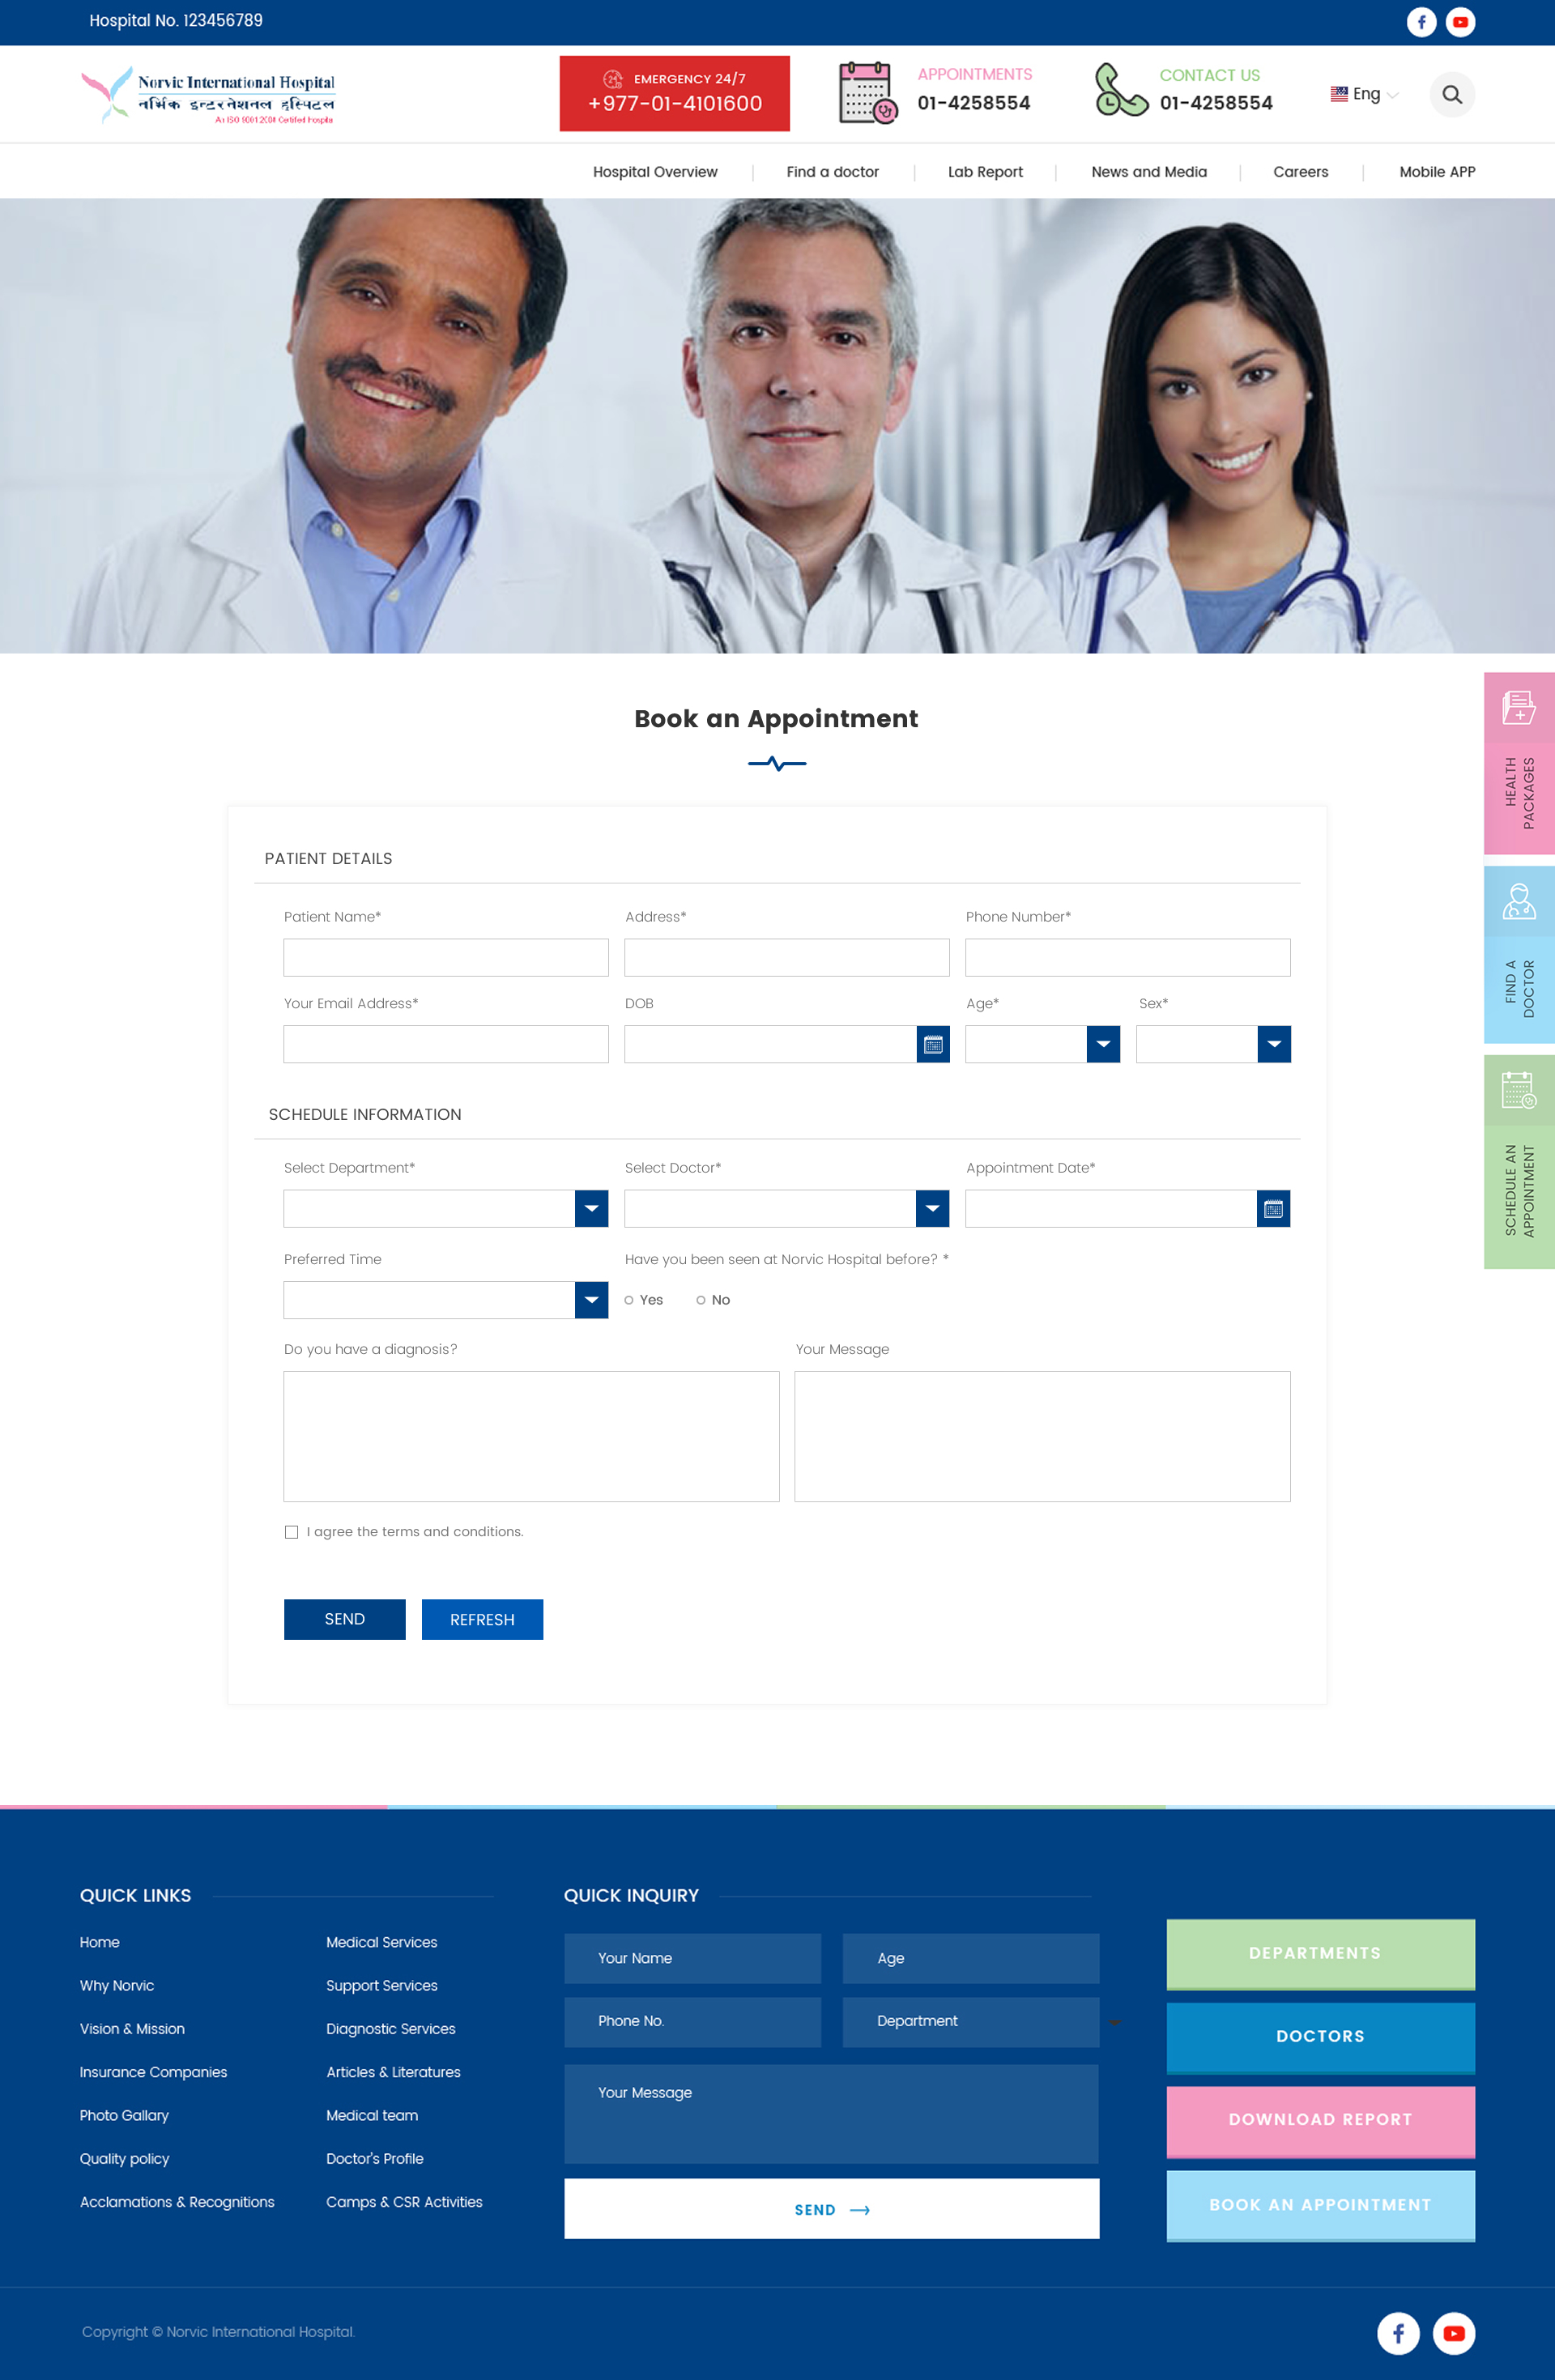 Hospital No. 123456789
Norvic International Hospital
नर्भिक इन्टरनेशनल हस्पिटल
An ISO 9001:2008 Certified Hospital
EMERGENCY 24/7
+977-01-4101600
APPOINTMENTS
01-4258554
CONTACT US
01-4258554
Eng
Hospital Overview
Find a doctor
Lab Report
News and Media
Careers
Mobile APP
Book an Appointment
HEALTH
PACKAGES
FIND A
DOCTOR
SCHEDULE AN
APPOINTMENT
PATIENT DETAILS
Patient Name*
Address*
Phone Number*
Your Email Address*
DOB
Age*
Sex*
SCHEDULE INFORMATION
Select Department*
Select Doctor*
Appointment Date*
Preferred Time
Have you been seen at Norvic Hospital before? *
Yes
No
Do you have a diagnosis?
Your Message
I agree the terms and conditions.
SEND
REFRESH
QUICK LINKS
Home
Why Norvic
Vision & Mission
Insurance Companies
Photo Gallary
Quality policy
Acclamations & Recognitions
Medical Services
Support Services
Diagnostic Services
Articles & Literatures
Medical team
Doctor's Profile
Camps & CSR Activities
QUICK INQUIRY
Your Name
Age
Phone No.
Department
Your Message
SEND
DEPARTMENTS
DOCTORS
DOWNLOAD REPORT
BOOK AN APPOINTMENT
Copyright © Norvic International Hospital.